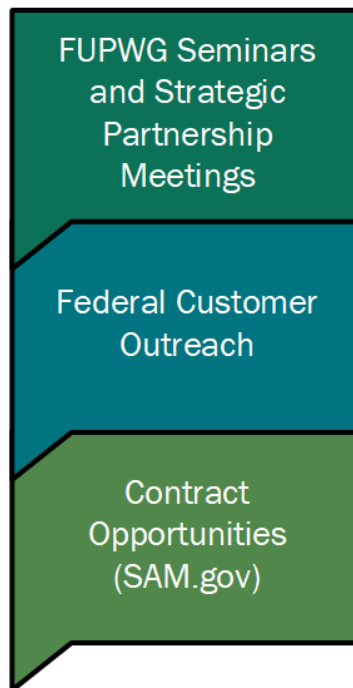 FUPWG Seminars
and Strategic
Partnership
Meetings
Federal Customer
Outreach
Contract
Opportunities
(SAM.gov)